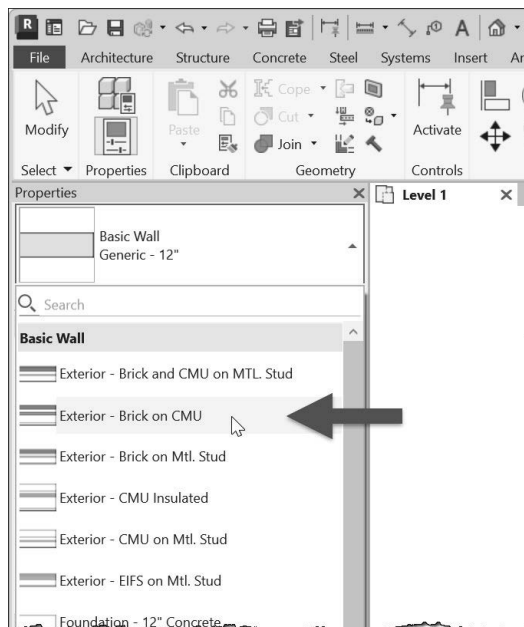 R
A
File Architecture Structure Concrete Steel Systems Insert
Modify
Paste
Cope
Cut
Join
Activate
Select Properties Clipboard Geometry Controls
Properties
Level 1
Basic Wall
Generic - 12"
Search
Basic Wall
Exterior - Brick and CMU on MTL. Stud
Exterior - Brick on CMU
Exterior - Brick on Mtl. Stud
Exterior - CMU Insulated
Exterior - CMU on Mtl. Stud
Exterior - EIFS on Mtl. Stud
Foundation - 12" Concrete